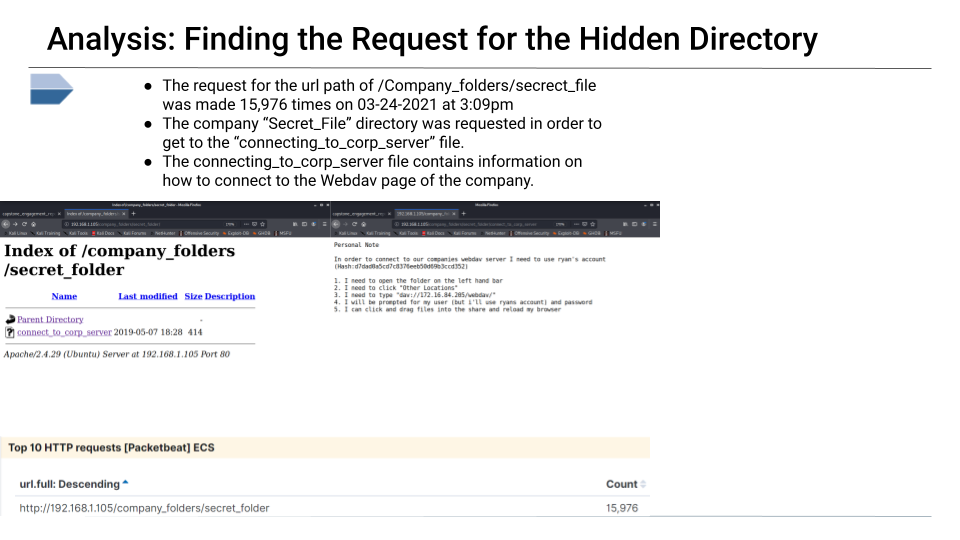 Analysis: Finding the Request for the Hidden Directory
● The request for the url path of /Company_folders/secrect_file
was made 15,976 times on 03-24-2021 at 3:09pm
● The company “Secret_File” directory was requested in order to
get to the “connecting_to_corp_server” file.
● The connecting_to_corp_server file contains information on
how to connect to the Webdav page of the company.
Index of /company_folders
/secret_folder
Name Last modified Size Description
Parent Directory -
connect_to_corp_server 2019-05-07 18:28 414
Apache/2.4.29 (Ubuntu) Server at 192.168.1.105 Port 80
Personal Note
In order to connect to our companies webdav server I need to use ryan's account
(Hash:d7dad0a5cd7c8376eeb50d69b3ccd352)
1. I need to open the folder on the left hand bar
2. I need to click "Other Locations"
3. I need to type "dav://172.16.84.205/webdav/"
4. I will be prompted for my user (but i'll use ryans account) and password
5. I can click and drag files into the share and reload my browser
Top 10 HTTP requests [Packetbeat] ECS
url.full: Descending Count
http://192.168.1.105/company_folders/secret_folder 15,976